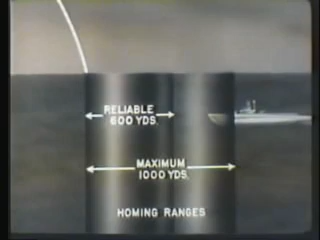 RELIABLE
600 YDS.
MAXIMUM
1000 YDS.
HOMING RANGES